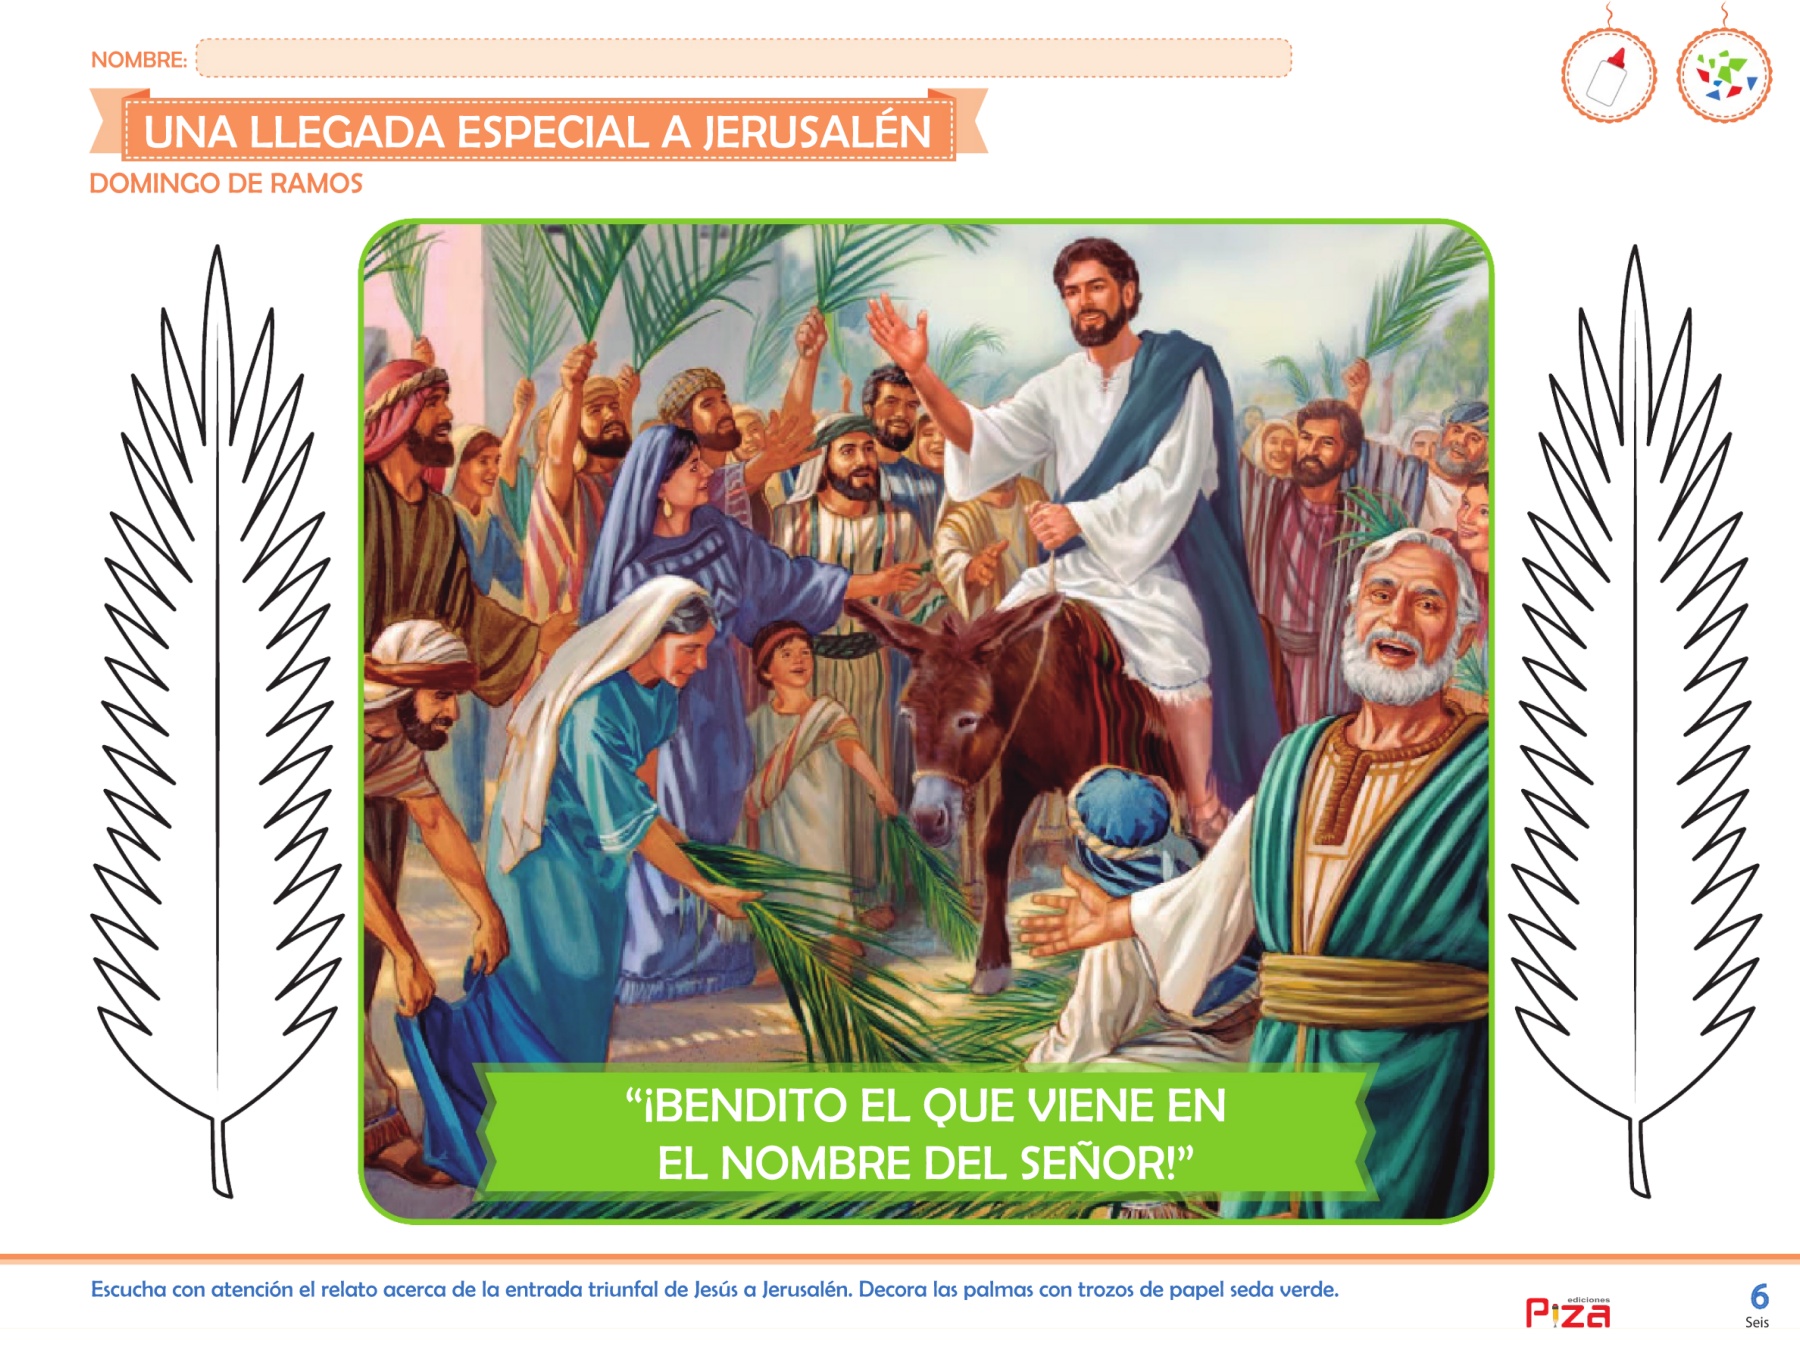 NOMBRE:
UNA LLEGADA ESPECIAL A JERUSALÉN
DOMINGO DE RAMOS
“¡BENDITO EL QUE VIENE EN
EL NOMBRE DEL SEÑOR!”
Escucha con atención el relato acerca de la entrada triunfal de Jesús a Jerusalén. Decora las palmas con trozos de papel seda verde.
ediciones
Piza
6
Seis